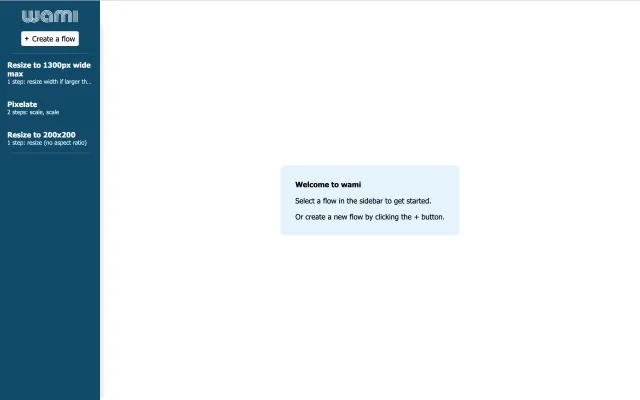 wami
+ Create a flow
Resize to 1300px wide
max
1 step: resize width if larger th...
Pixelate
2 steps: scale, scale
Resize to 200x200
1 step: resize (no aspect ratio)
Welcome to wami
Select a flow in the sidebar to get started.
Or create a new flow by clicking the + button.